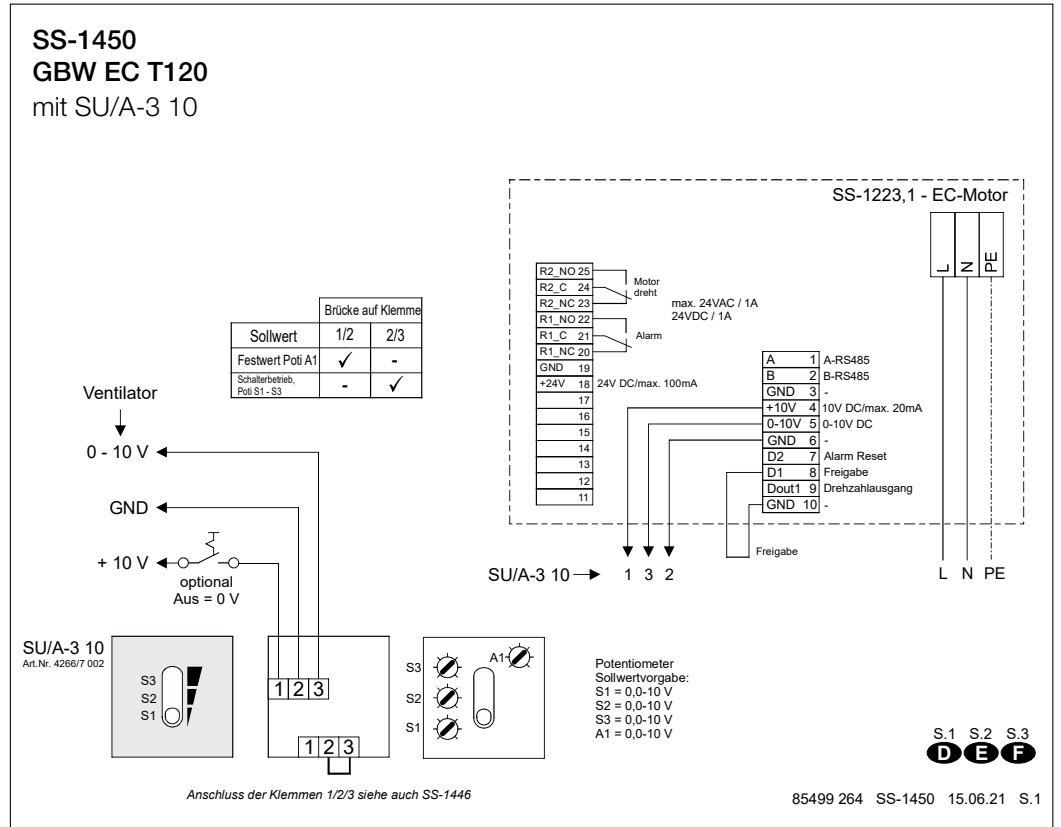 SS-1450
GBW EC T120
mit SU/A-3 10
SS-1223,1 - EC-Motor
L
N
PE
R2_NO 25
R2_C 24
R2_NC 23
R1_NO 22
R1_C 21
R1_NC 20
GND 19
+24V 18 24V DC/max. 100mA
17
16
15
14
13
12
11
Motor
dreht
Alarm
max. 24VAC / 1A
24VDC / 1A
A 1 A-RS485
B 2 B-RS485
GND 3 -
+10V 4 10V DC/max. 20mA
0-10V 5 0-10V DC
GND 6 -
D2 7 Alarm Reset
D1 8 Freigabe
Dout1 9 Drehzahlausgang
GND 10 -
Freigabe
SU/A-3 10 1 3 2
L N PE
Brücke auf Klemme
Sollwert 1/2 2/3
Festwert Poti A1 ✓ -
Schalterbetrieb,
Poti S1 - S3 - ✓
Ventilator
0 - 10 V
GND
+ 10 V
optional
Aus = 0 V
SU/A-3 10
Art.Nr. 4266/7 002
S3
S2
S1
1 2 3
1 2 3
A1
S3
S2
S1
Potentiometer
Sollwertvorgabe:
S1 = 0,0-10 V
S2 = 0,0-10 V
S3 = 0,0-10 V
A1 = 0,0-10 V
Anschluss der Klemmen 1/2/3 siehe auch SS-1446
S.1 S.2 S.3
D E F
85499 264 SS-1450 15.06.21 S.1